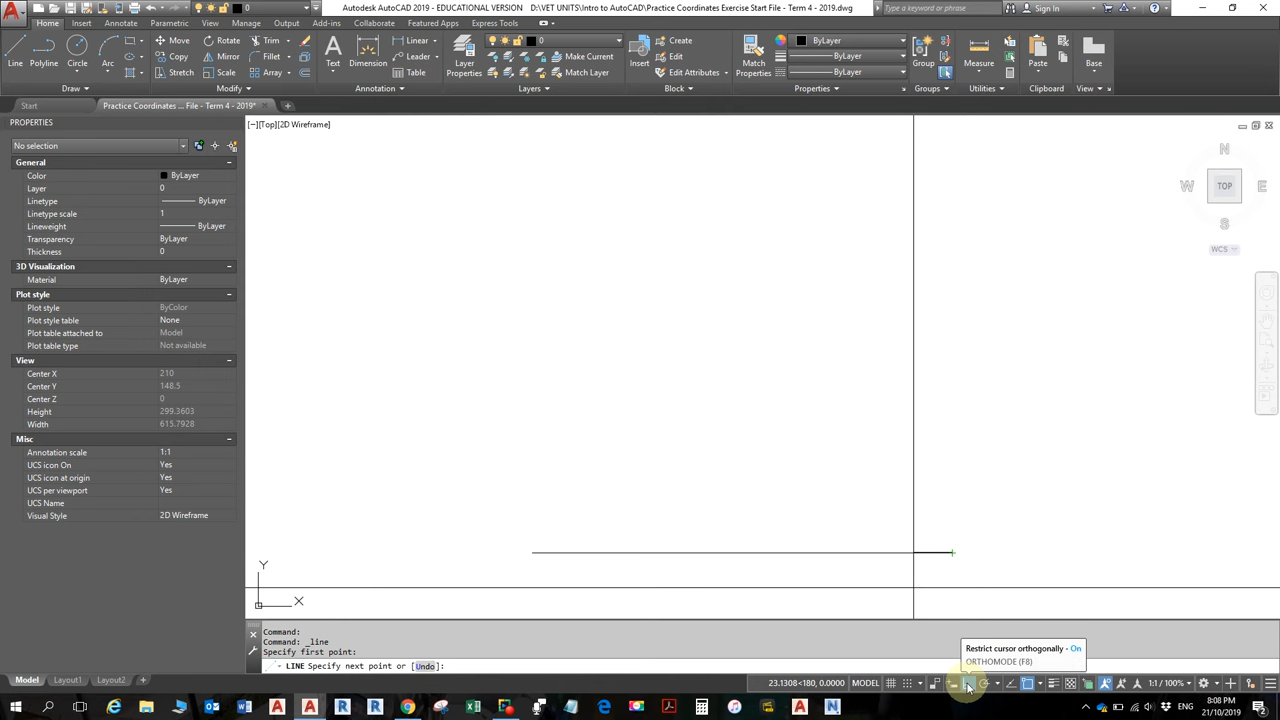 Autodesk AutoCAD 2019 - EDUCATIONAL VERSION D:\VET UNITS\Intro to AutoCAD\Practice Coordinates Exercise Start File - Term 4 - 2019.dwg
Type a keyword or phrase
Sign In
Home Insert Annotate Parametric View Manage Output Add-ins Collaborate Featured Apps Express Tools
Line Polyline Circle Arc
Move Rotate Trim
Copy Mirror Fillet
Stretch Scale Array
Text Dimension
Linear
Leader
Table
Layer Properties
0
Make Current
Match Layer
Insert
Create
Edit
Edit Attributes
Match Properties
ByLayer
ByLayer
ByLayer
Group
Measure
Paste
Base
Draw Modify Annotation Layers Block Properties Groups Utilities Clipboard View
Start Practice Coordinates ... File - Term 4 - 2019*
PROPERTIES
No selection
General
Color ByLayer
Layer 0
Linetype ByLayer
Linetype scale 1
Lineweight ByLayer
Transparency ByLayer
Thickness 0
3D Visualization
Material ByLayer
Plot style
Plot style ByColor
Plot style table None
Plot table attached to Model
Plot table type Not available
View
Center X 210
Center Y 148.5
Center Z 0
Height 299.3603
Width 615.7928
Misc
Annotation scale 1:1
UCS icon On Yes
UCS icon at origin Yes
UCS per viewport Yes
UCS Name
Visual Style 2D Wireframe
[−][Top][2D Wireframe]
N
W TOP E
S
WCS
Y
X
Command:
Command: _line
Specify first point:
LINE Specify next point or [Undo]:
Restrict cursor orthogonally - On
ORTHOMODE (F8)
Model Layout1 Layout2
23.1308<180, 0.0000 MODEL
1:1 / 100%
ENG
8:08 PM
21/10/2019